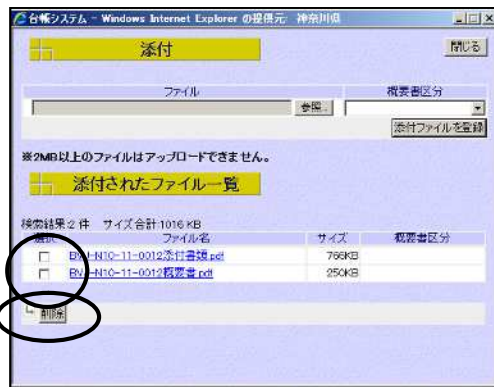 台帳システム - Windows Internet Explorer の提供元: 神奈川県
添付
閉じる
ファイル
概要書区分
参照...
添付ファイルを登録
※2MB以上のファイルはアップロードできません。
添付されたファイル一覧
検索結果:2 件 サイズ合計:1016 KB
選択 ファイル名 サイズ 概要書区分
BVJ-N10-11-0012添付書類.pdf 766KB
BVJ-N10-11-0012概要書.pdf 250KB
削除